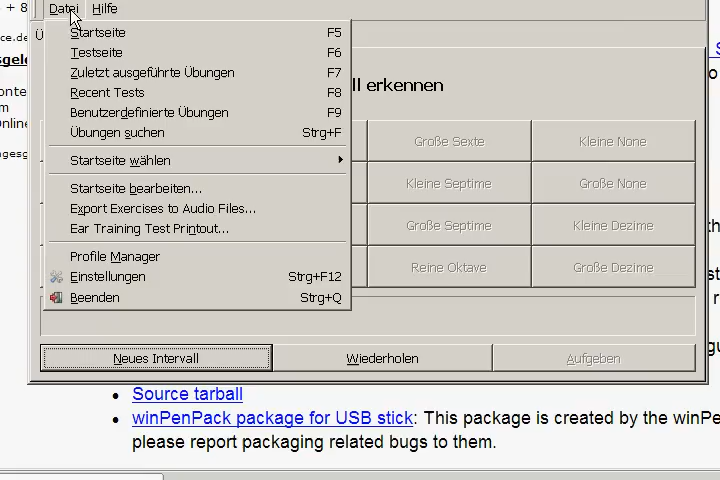 + 8
Datei Hilfe
Startseite F5
Testseite F6
Zuletzt ausgeführte Übungen F7
Recent Tests F8
Benutzerdefinierte Übungen F9
Übungen suchen Strg+F
Startseite wählen
Startseite bearbeiten...
Export Exercises to Audio Files...
Ear Training Test Printout...
Profile Manager
Einstellungen Strg+F12
Beenden Strg+Q
ll erkennen
Große Sexte Kleine None
Kleine Septime Große None
Große Septime Kleine Dezime
Reine Oktave Große Dezime
Neues Intervall Wiederholen Aufgeben
Source tarball
winPenPack package for USB stick: This package is created by the winPe
please report packaging related bugs to them.